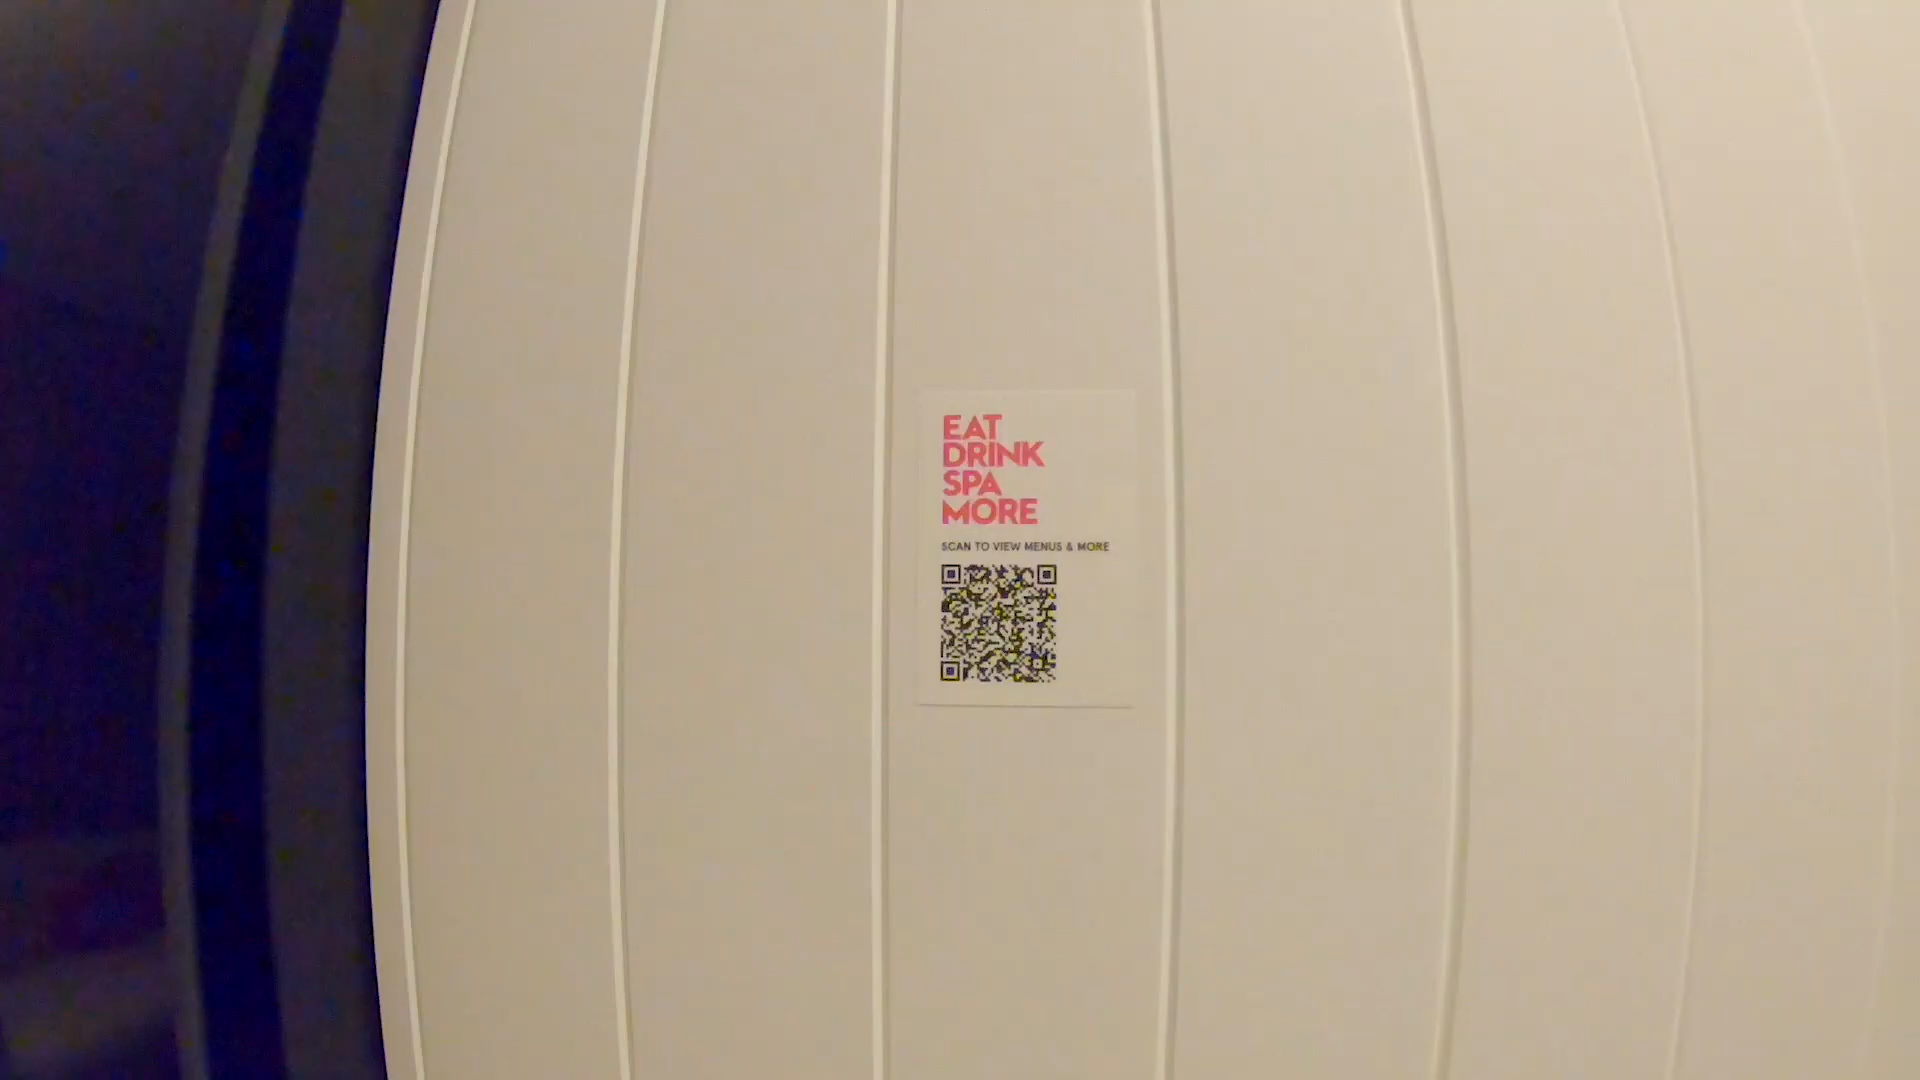 EAT
DRINK
SPA
MORE
SCAN TO VIEW MENUS & MORE